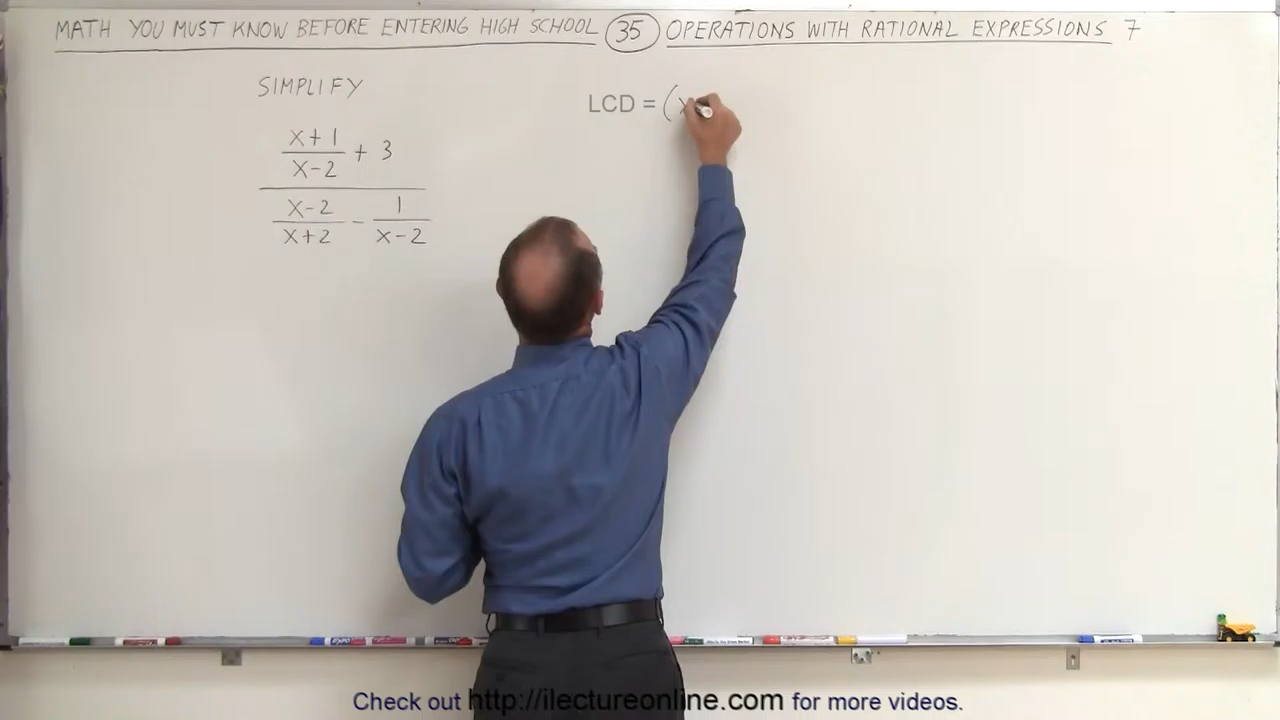 MATH YOU MUST KNOW BEFORE ENTERING HIGH SCHOOL 35 OPERATIONS WITH RATIONAL EXPRESSIONS 7
SIMPLIFY
LCD = (x
x+1
x-2
+ 3
x-2
x+2
-
1
x-2
Check out http://ilectureonline.com for more videos.